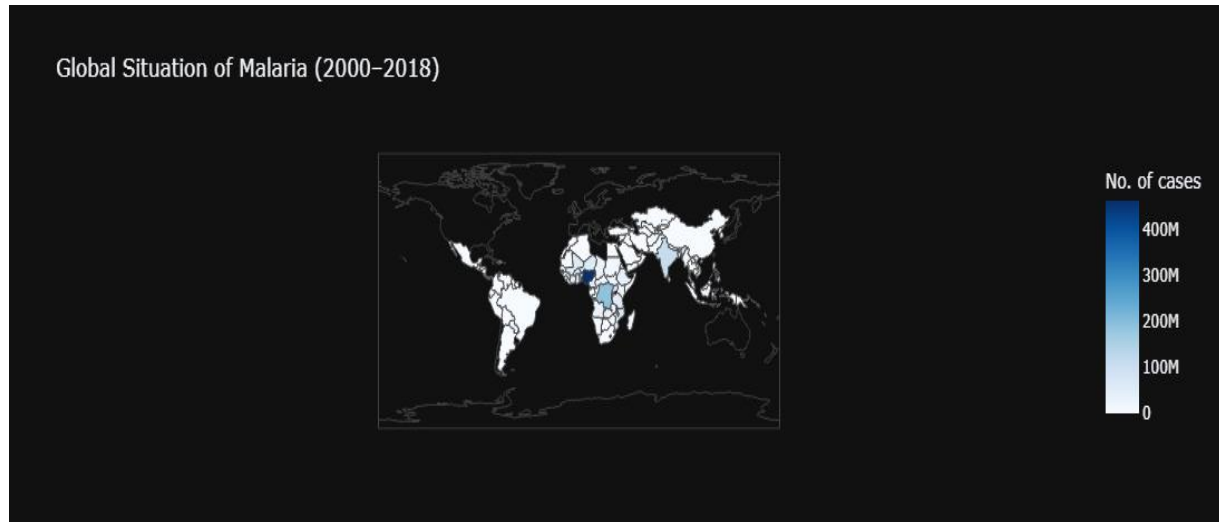 Global Situation of Malaria (2000–2018)
No. of cases
400M
300M
200M
100M
0